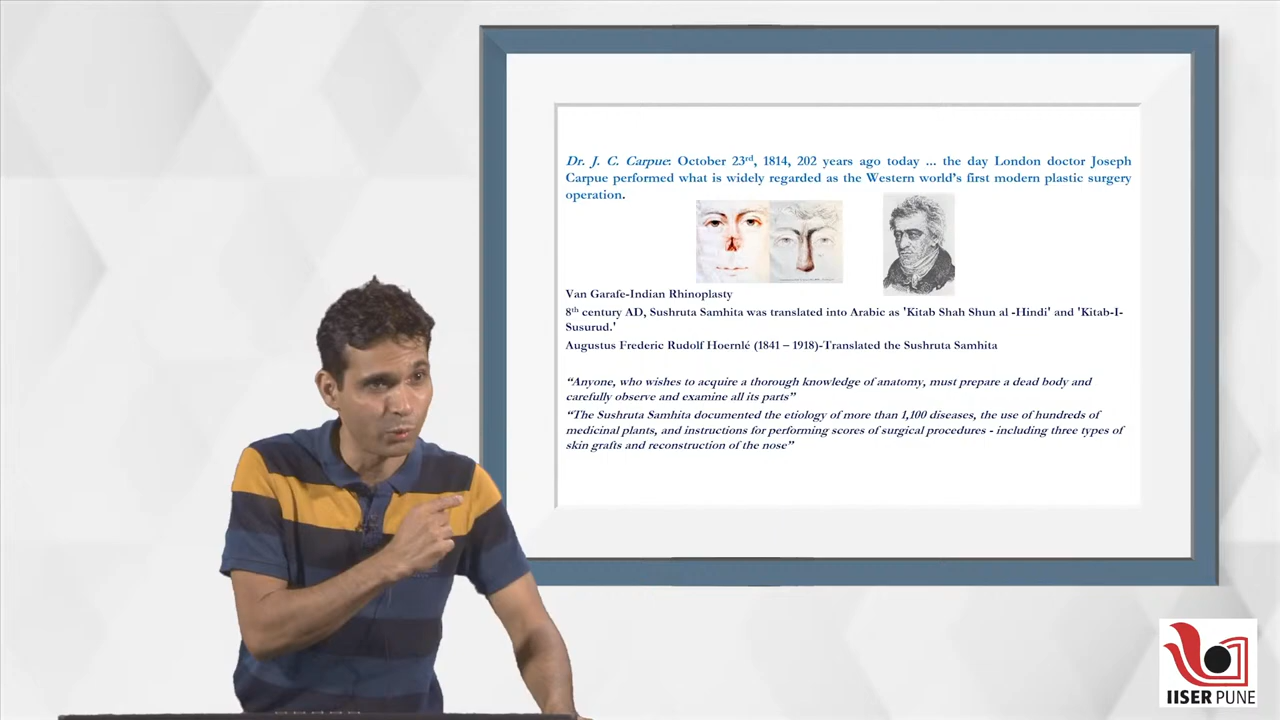 Dr. J. C. Carpue: October 23rd, 1814, 202 years ago today ... the day London doctor Joseph
Carpue performed what is widely regarded as the Western world's first modern plastic surgery
operation.
Van Garafe-Indian Rhinoplasty
8th century AD, Sushruta Samhita was translated into Arabic as 'Kitab Shah Shun al -Hindi' and 'Kitab-I-
Susurud.'
Augustus Frederic Rudolf Hoernlé (1841 – 1918)-Translated the Sushruta Samhita
“Anyone, who wishes to acquire a thorough knowledge of anatomy, must prepare a dead body and
carefully observe and examine all its parts”
“The Sushruta Samhita documented the etiology of more than 1,100 diseases, the use of hundreds of
medicinal plants, and instructions for performing scores of surgical procedures - including three types of
skin grafts and reconstruction of the nose”
IISER PUNE